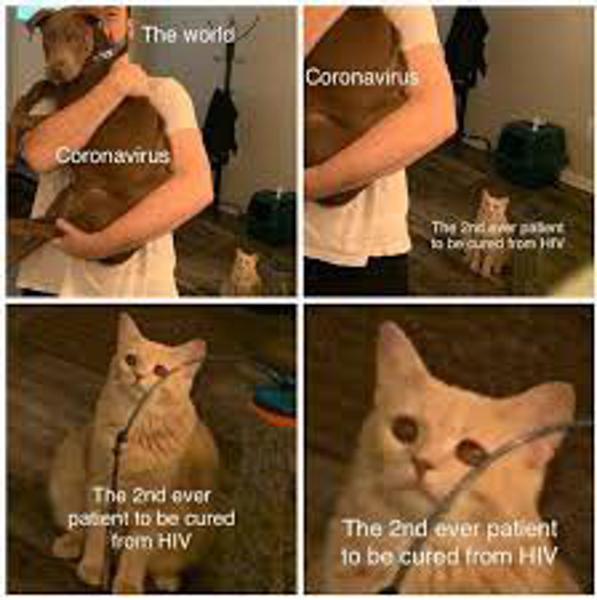 The world
Coronavirus
Coronavirus
The 2nd ever patient
to be cured from HIV
The 2nd ever
patient to be cured
from HIV
The 2nd ever patient
to be cured from HIV